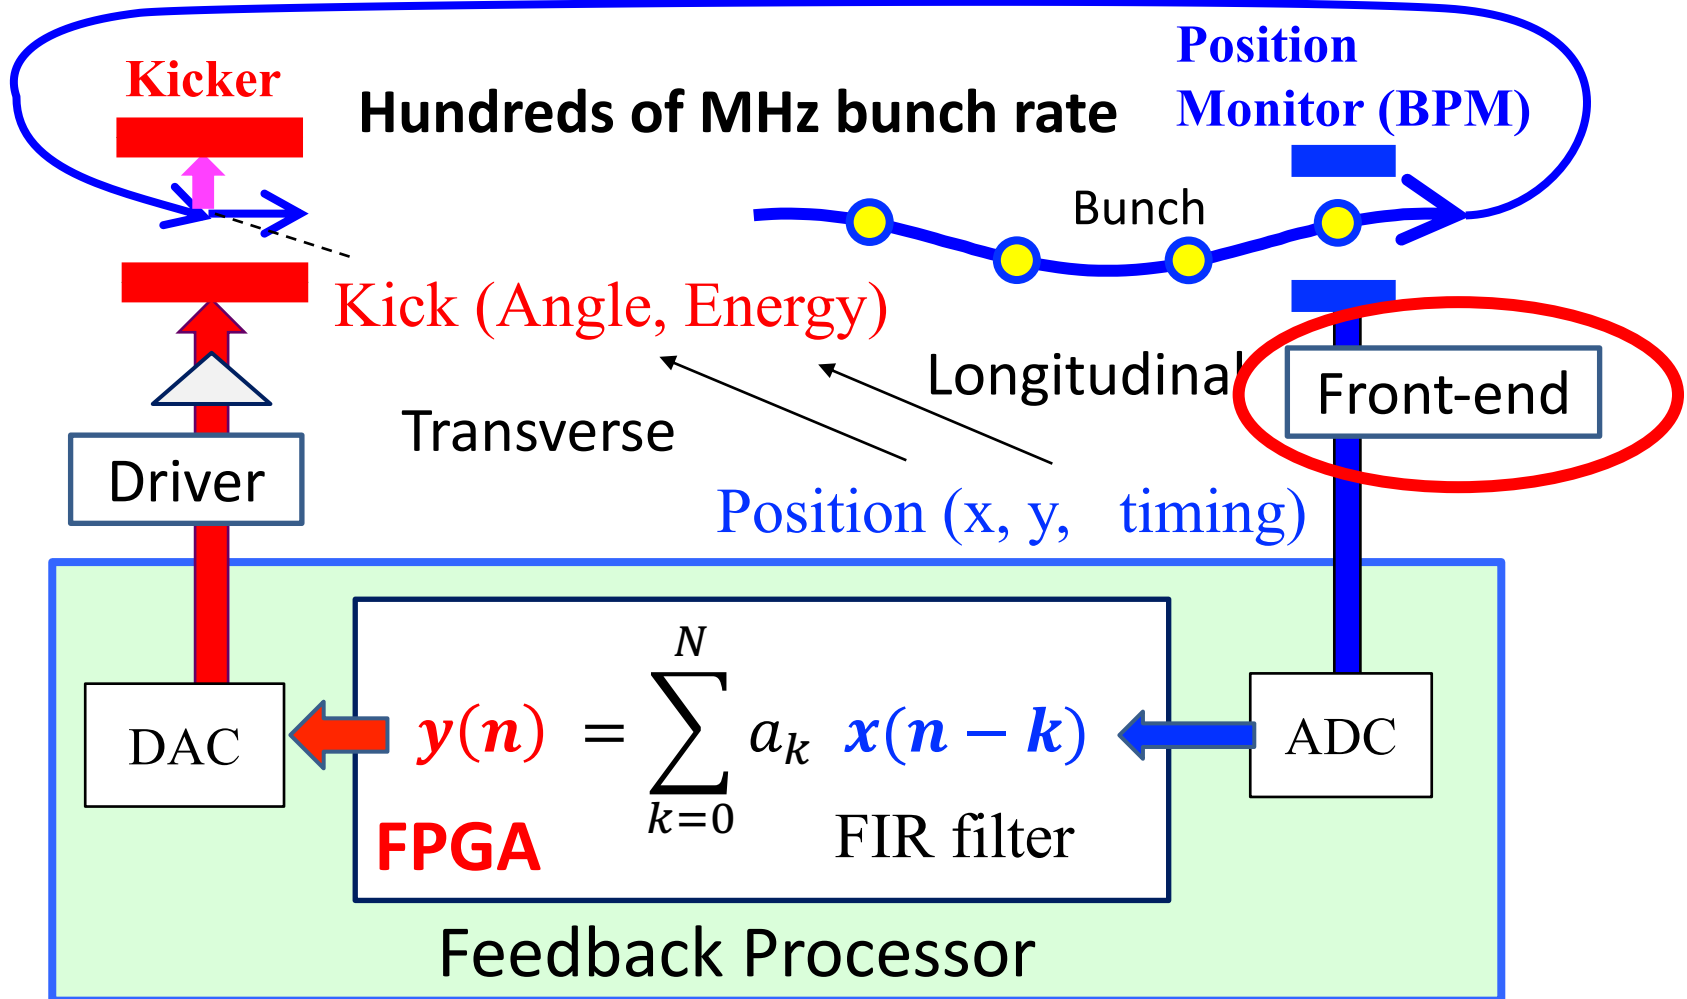 Kicker
Hundreds of MHz bunch rate
Position
Monitor (BPM)
Bunch
Kick (Angle, Energy)
Longitudinal
Front-end
Transverse
Driver
Position (x, y, timing)
DAC
y(n) = ∑_{k=0}^{N} a_k x(n − k)
ADC
FPGA
FIR filter
Feedback Processor